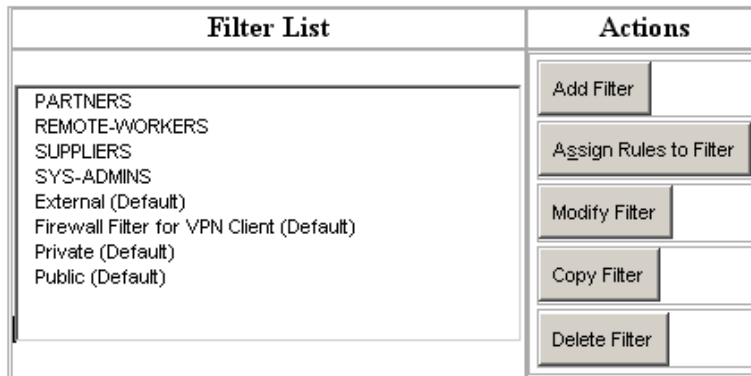 Filter List
Actions
PARTNERS
REMOTE-WORKERS
SUPPLIERS
SYS-ADMINS
External (Default)
Firewall Filter for VPN Client (Default)
Private (Default)
Public (Default)
Add Filter
Assign Rules to Filter
Modify Filter
Copy Filter
Delete Filter